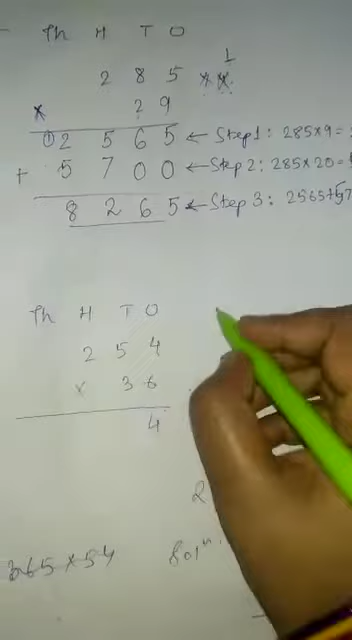 Th H T O
1
2 8 5
× 2 9
① 2 5 6 5 ← Step 1: 285×9=
+ 5 7 0 0 ← Step 2: 285×20=
8 2 6 5 ← Step 3: 2565+57
Th H T O
2 5 4
× 3 6
4
2
365×54 Solⁿ